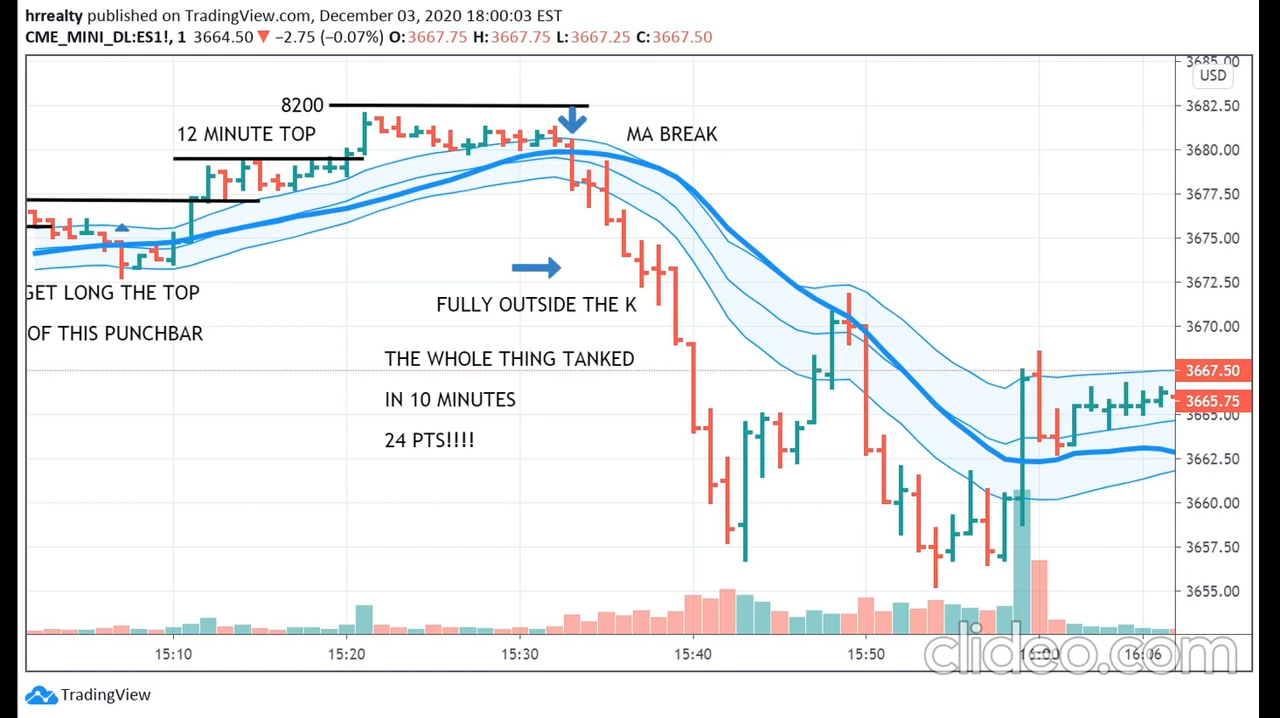 hrrealty published on TradingView.com, December 03, 2020 18:00:03 EST
CME_MINI_DL:ES1!, 1 3664.50 ▼ −2.75 (−0.07%) O:3667.75 H:3667.75 L:3667.25 C:3667.50
3685.00
USD
8200
3682.50
12 MINUTE TOP
MA BREAK
3680.00
3677.50
3675.00
GET LONG THE TOP
3672.50
FULLY OUTSIDE THE K
OF THIS PUNCHBAR
3670.00
THE WHOLE THING TANKED
3667.50
IN 10 MINUTES
3665.75
3665.00
24 PTS!!!!
3662.50
3660.00
3657.50
3655.00
15:10 15:20 15:30 15:40 15:50 16:00 16:06
clideo.com
TradingView